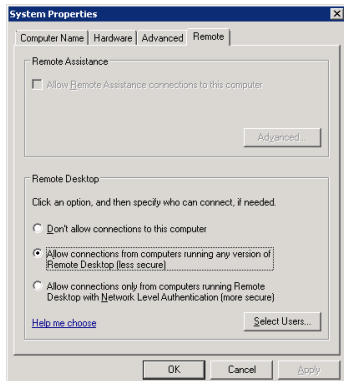 System Properties
Computer Name Hardware Advanced Remote
Remote Assistance
Allow Remote Assistance connections to this computer
Advanced...
Remote Desktop
Click an option, and then specify who can connect, if needed.
Don't allow connections to this computer
Allow connections from computers running any version of
Remote Desktop (less secure)
Allow connections only from computers running Remote
Desktop with Network Level Authentication (more secure)
Help me choose
Select Users...
OK Cancel Apply